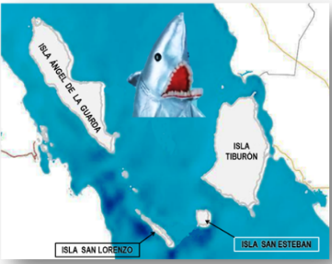 ISLA ÁNGEL DE LA GUARDA
ISLA
TIBURÓN
ISLA SAN LORENZO
ISLA SAN ESTEBAN